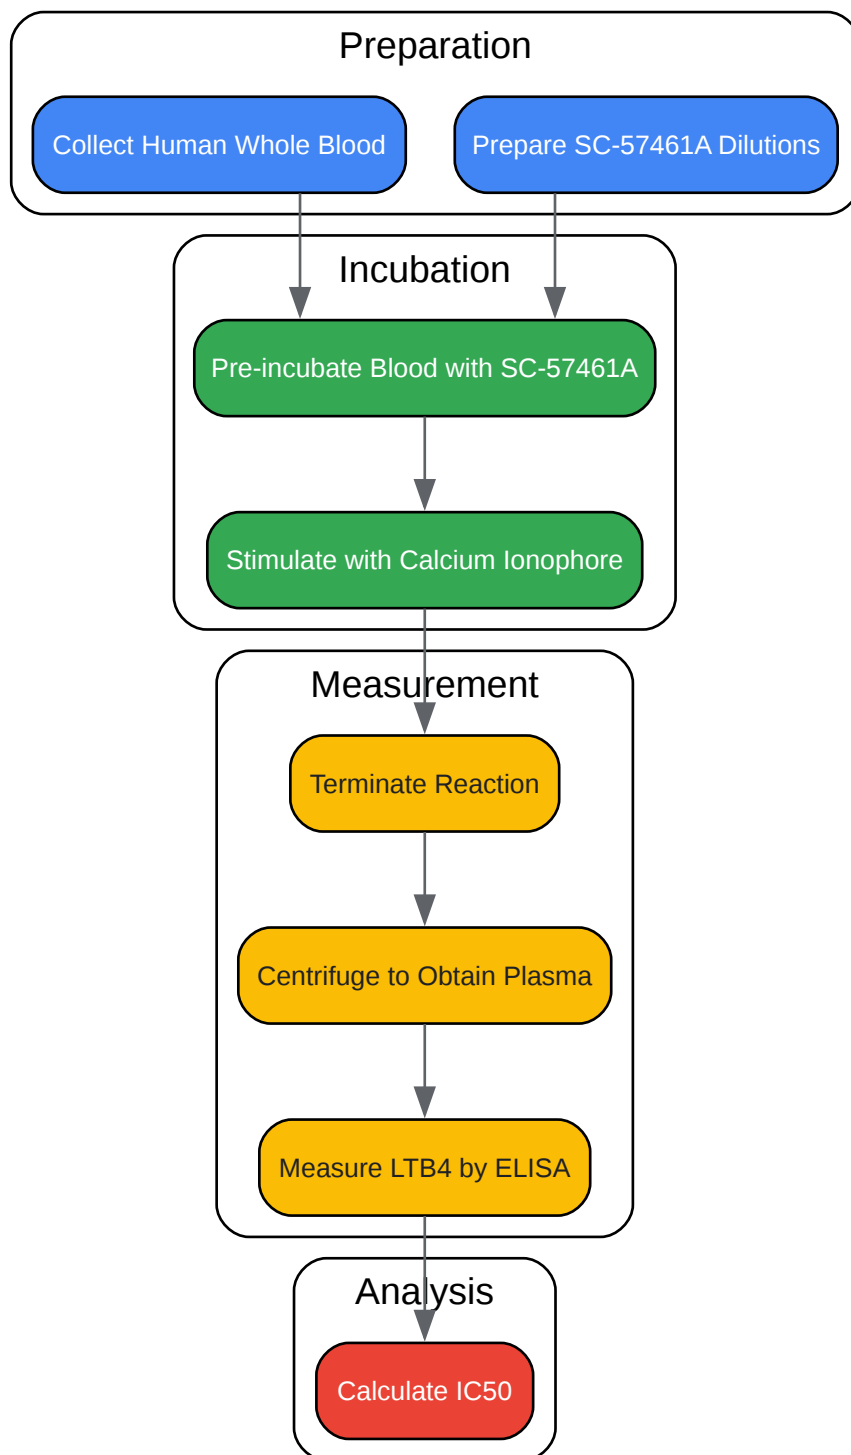 Preparation
Collect Human Whole Blood
Prepare SC-57461A Dilutions
Incubation
Pre-incubate Blood with SC-57461A
Stimulate with Calcium Ionophore
Measurement
Terminate Reaction
Centrifuge to Obtain Plasma
Measure LTB4 by ELISA
Analysis
Calculate IC50